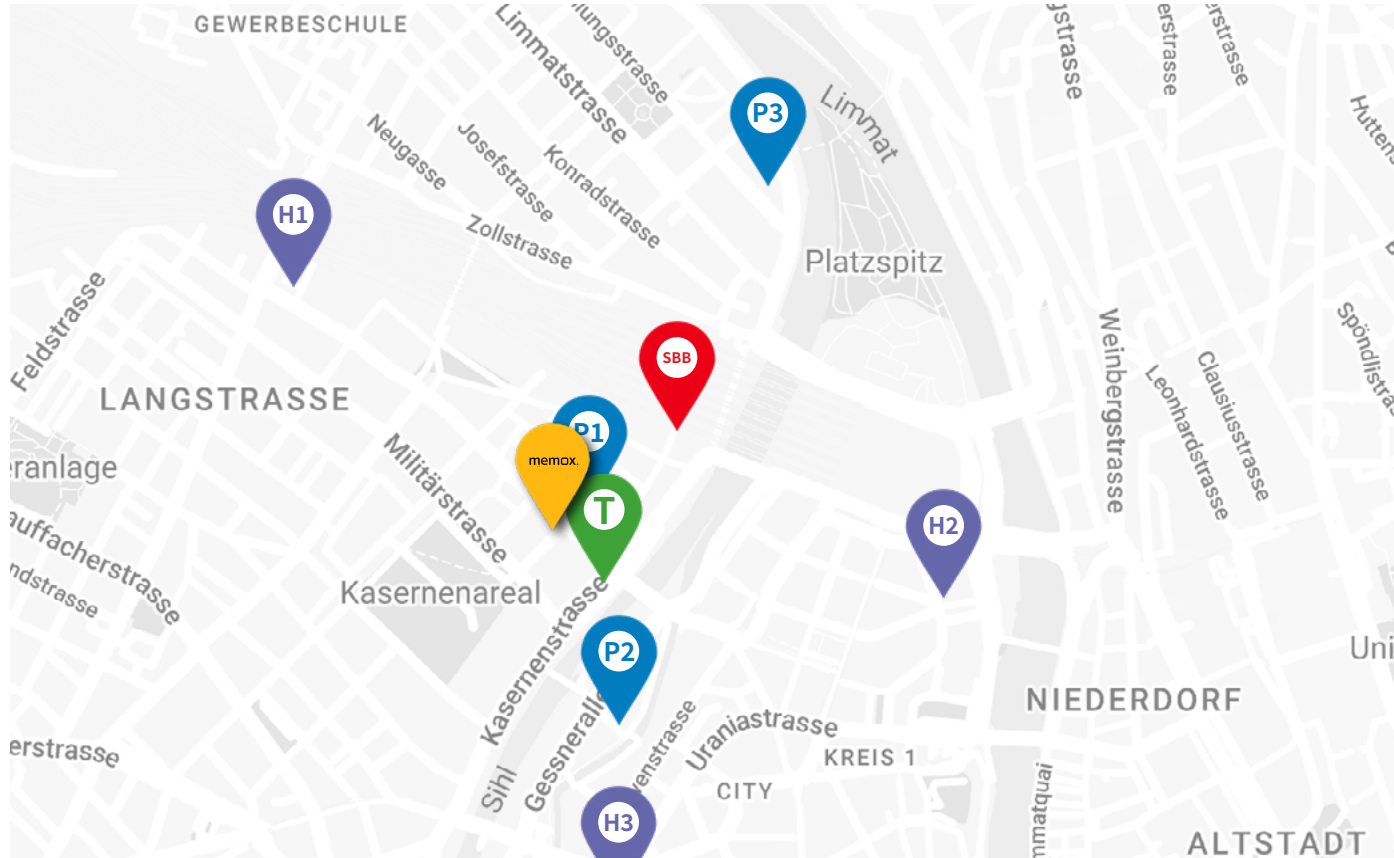 GEWERBESCHULE
Limmatstrasse
P3
Limmat
Neugasse
Josefstrasse
Konradstrasse
Zollstrasse
H1
Platzspitz
Feldstrasse
Weinbergstrasse
Leonhardstrasse
Clausiusstrasse
SBB
LANGSTRASSE
P1
memox.
Militärstrasse
T
H2
Kasernenareal
Kasernenstrasse
P2
Gessneralle
NIEDERDORF
Uraniastrasse
KREIS 1
CITY
Sihl
H3
ALTSTADT